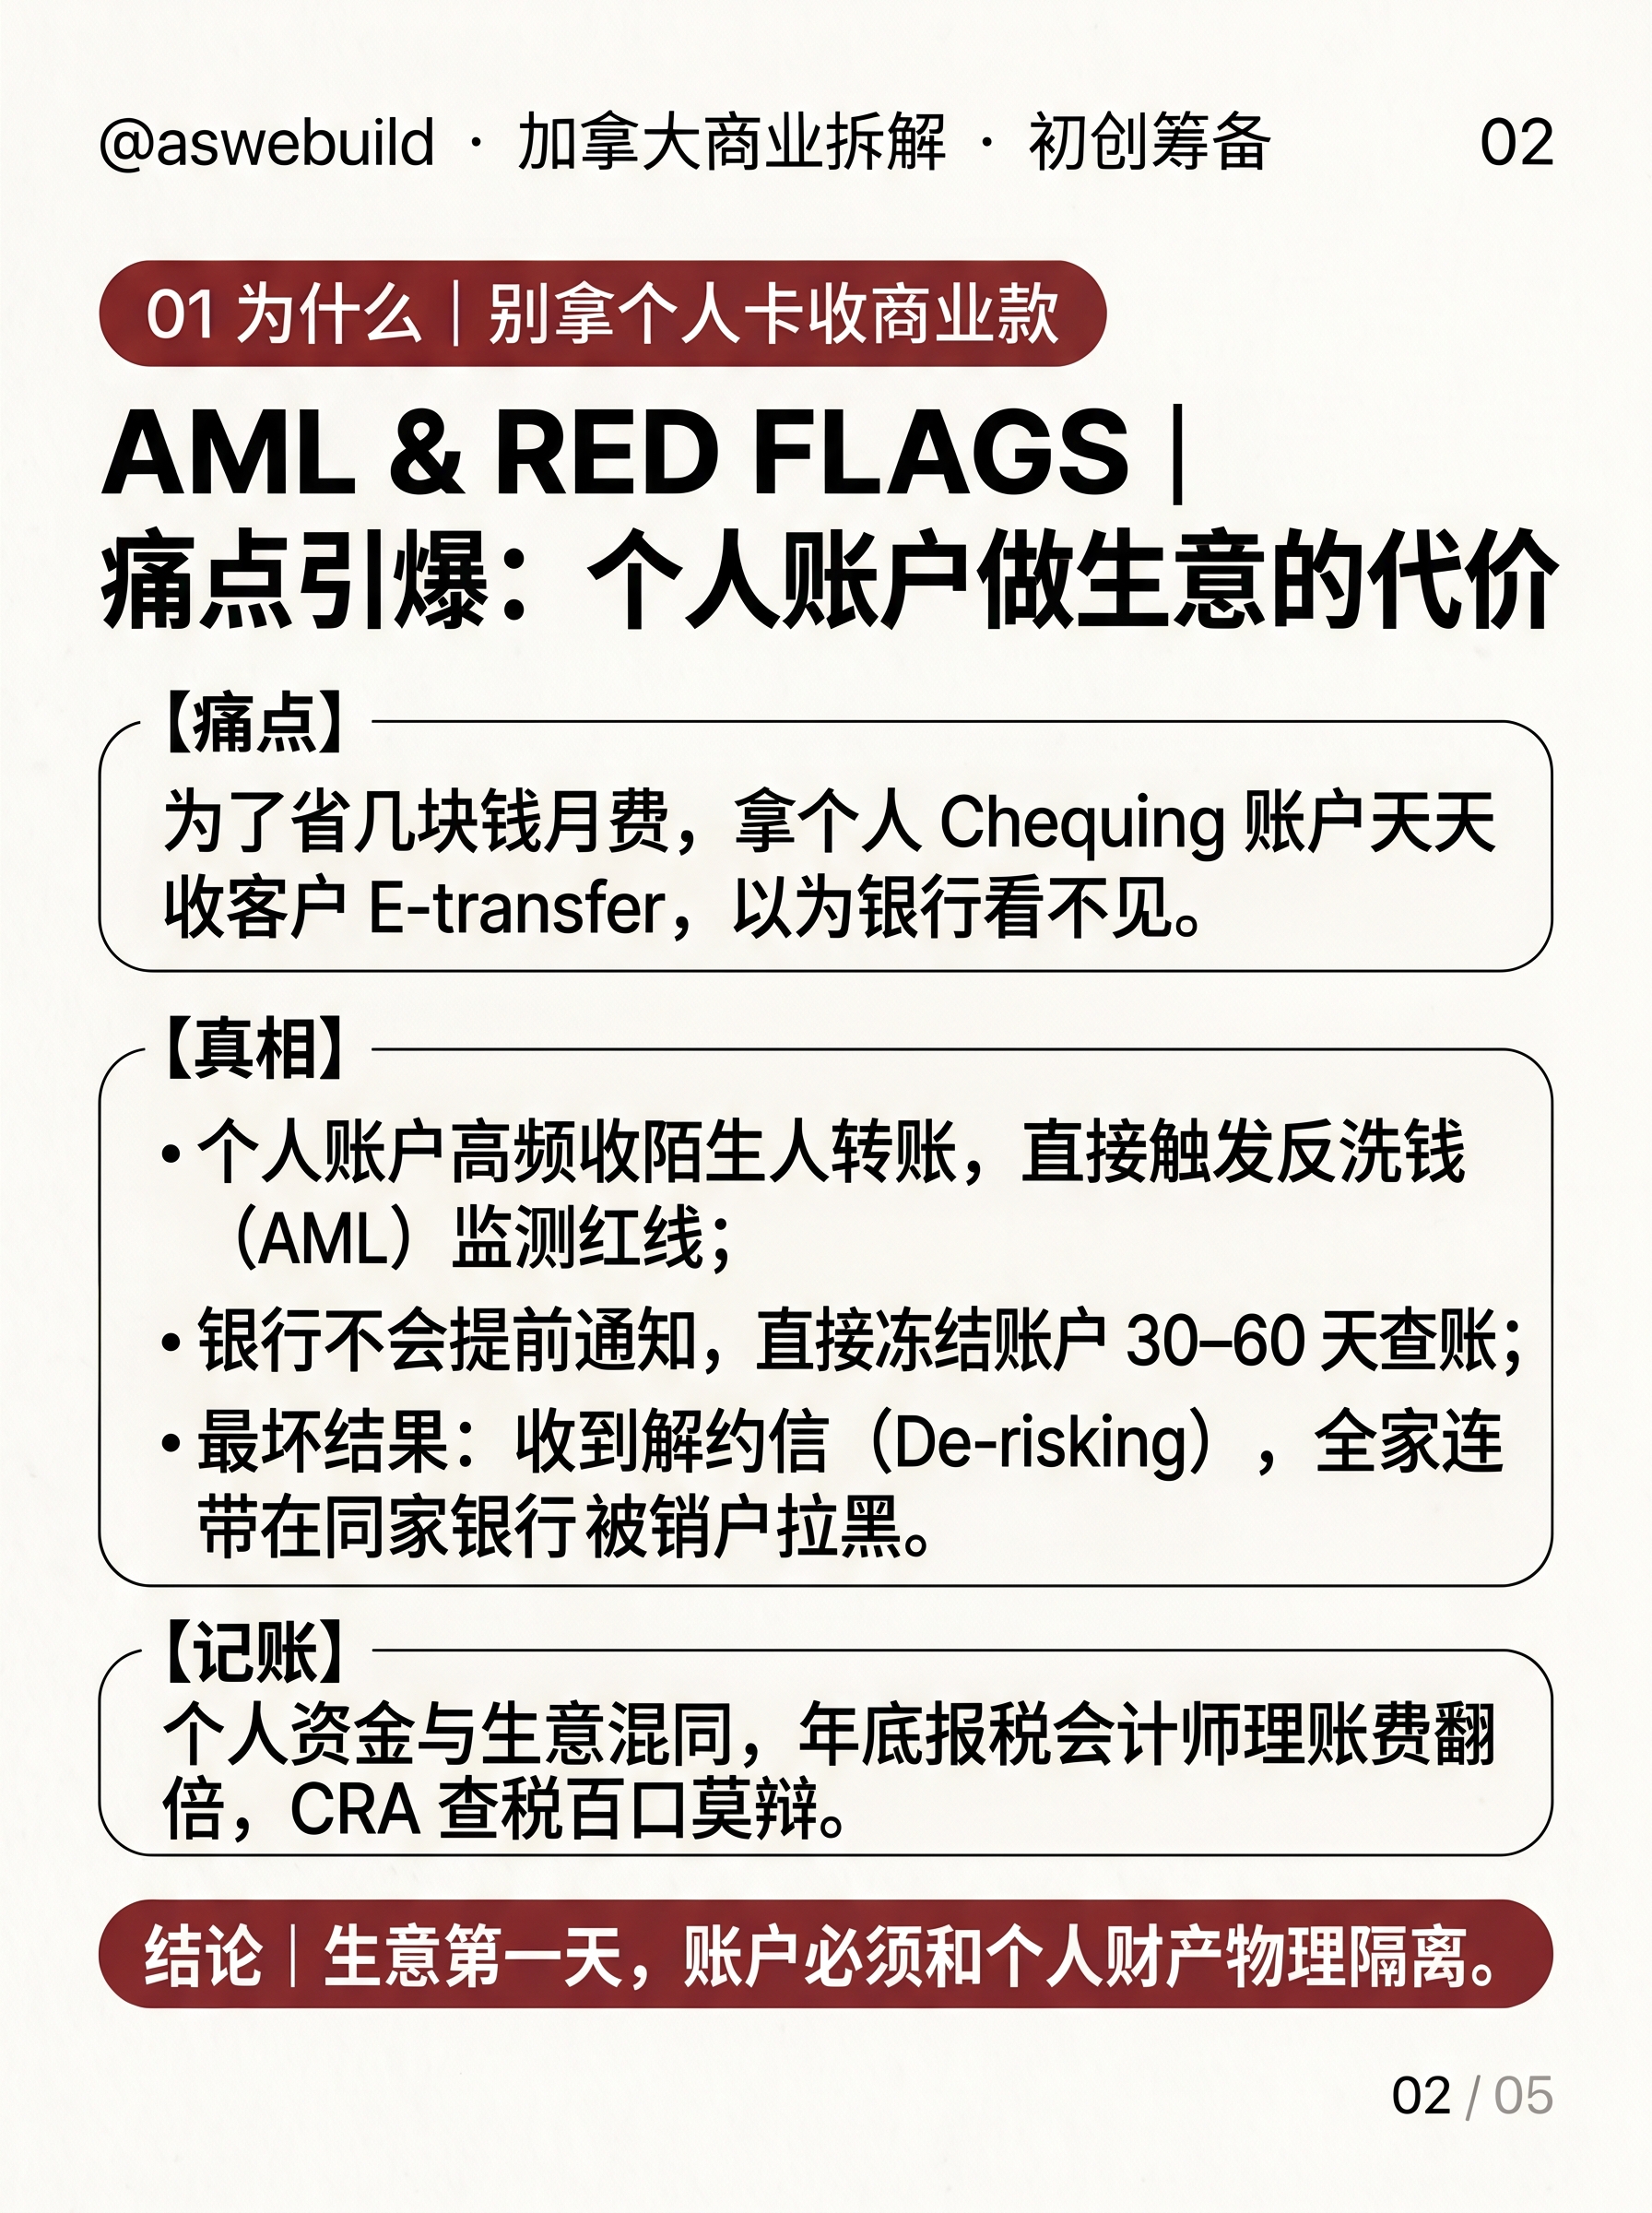 @aswebuild · 加拿大商业拆解 · 初创筹备 02
01 为什么｜别拿个人卡收商业款
AML & RED FLAGS｜
痛点引爆：个人账户做生意的代价
【痛点】
为了省几块钱月费，拿个人 Chequing 账户天天
收客户 E-transfer，以为银行看不见。
【真相】
• 个人账户高频收陌生人转账，直接触发反洗钱
（AML）监测红线；
• 银行不会提前通知，直接冻结账户 30–60 天查账；
• 最坏结果：收到解约信（De-risking），全家连
带在同家银行被销户拉黑。
【记账】
个人资金与生意混同，年底报税会计师理账费翻
倍，CRA 查税百口莫辩。
结论｜生意第一天，账户必须和个人财产物理隔离。
02 / 05